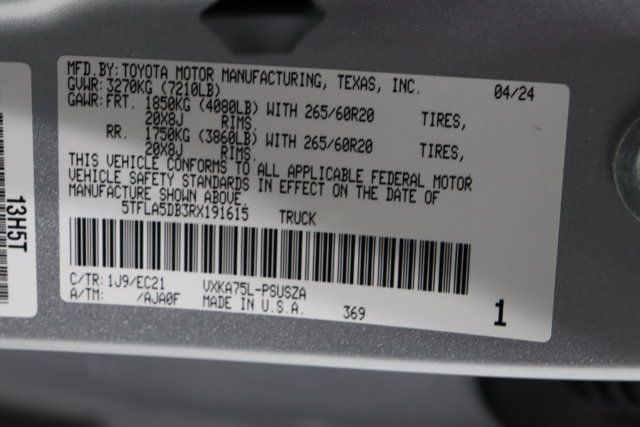 MFD.BY:TOYOTA MOTOR MANUFACTURING, TEXAS, INC. 04/24
GVWR: 3270KG (7210LB)
GAWR: FRT. 1850KG (4080LB) WITH 265/60R20 TIRES,
20X8J RIMS.
RR. 1750KG (3860LB) WITH 265/60R20 TIRES,
20X8J RIMS.
THIS VEHICLE CONFORMS TO ALL APPLICABLE FEDERAL MOTOR
VEHICLE SAFETY STANDARDS IN EFFECT ON THE DATE OF
MANUFACTURE SHOWN ABOVE.
5TFLA5DB3RX191615 TRUCK
C/TR: 1J9/EC21 VXKA75L-PSUSZA
A/TM: /AJA0F MADE IN U.S.A. 369 1
13H5T